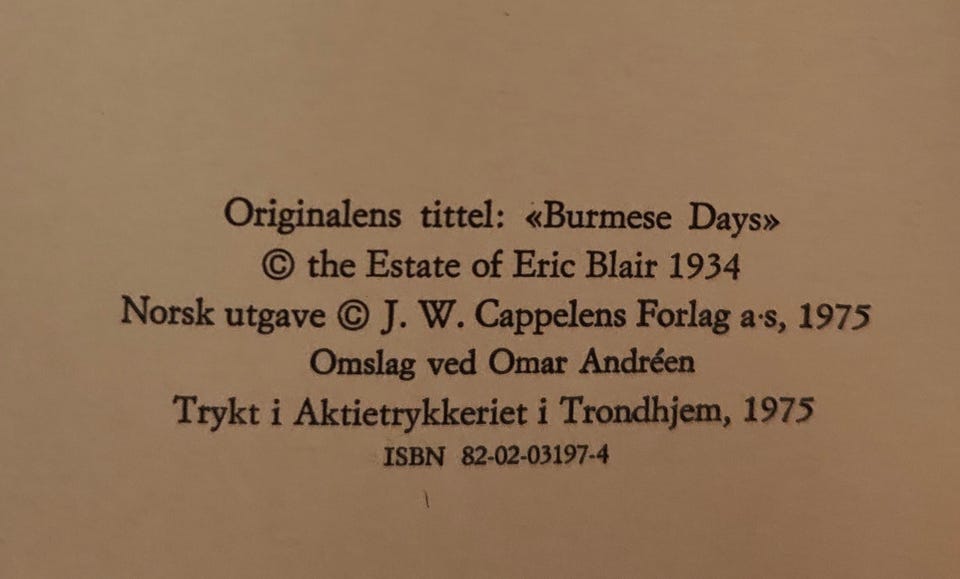 Originalens tittel: «Burmese Days»
© the Estate of Eric Blair 1934
Norsk utgave © J. W. Cappelens Forlag a·s, 1975
Omslag ved Omar Andréen
Trykt i Aktietrykkeriet i Trondhjem, 1975
ISBN 82-02-03197-4